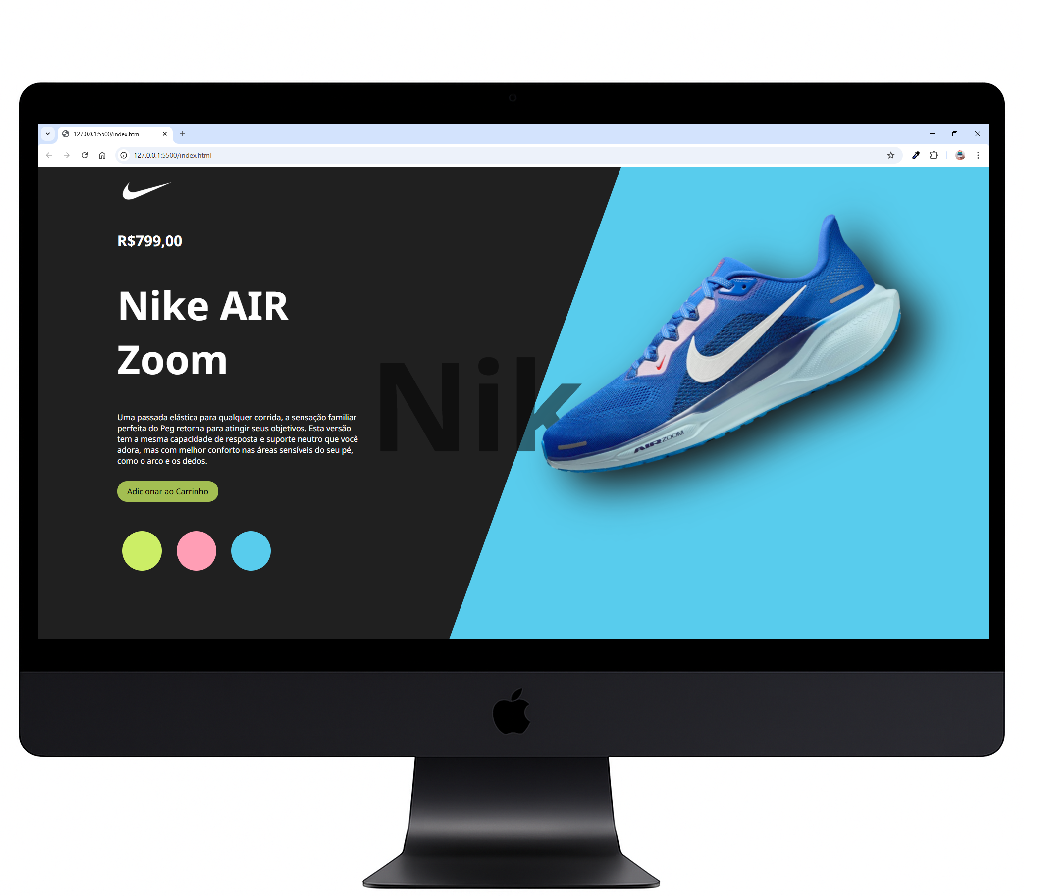 127.0.0.1:5500/index.html
127.0.0.1:5500/index.html
R$799,00
Nike AIR
Zoom
Nik
Uma passada elástica para qualquer corrida, a sensação familiar
perfeita do Peg retorna para atingir seus objetivos. Esta versão
tem a mesma capacidade de resposta e suporte neutro que você
adora, mas com melhor conforto nas áreas sensíveis do seu pé,
como o arco e os dedos.
Adicionar ao Carrinho
AIR ZOOM